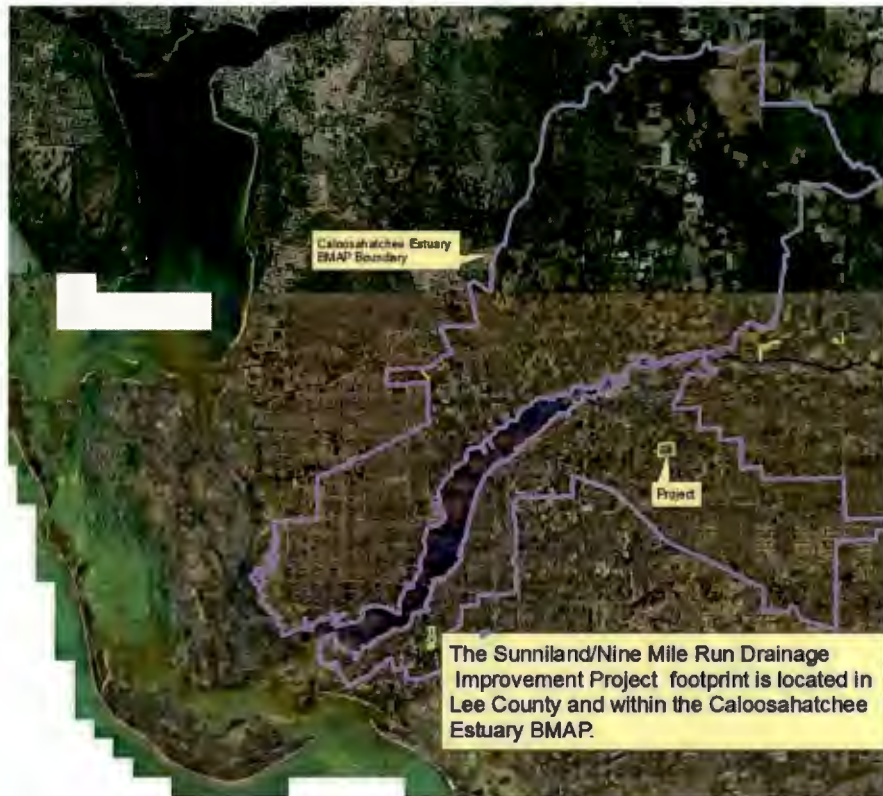 Caloosahatchee Estuary
BMAP Boundary
Project
The Sunniland/Nine Mile Run Drainage
Improvement Project footprint is located in
Lee County and within the Caloosahatchee
Estuary BMAP.